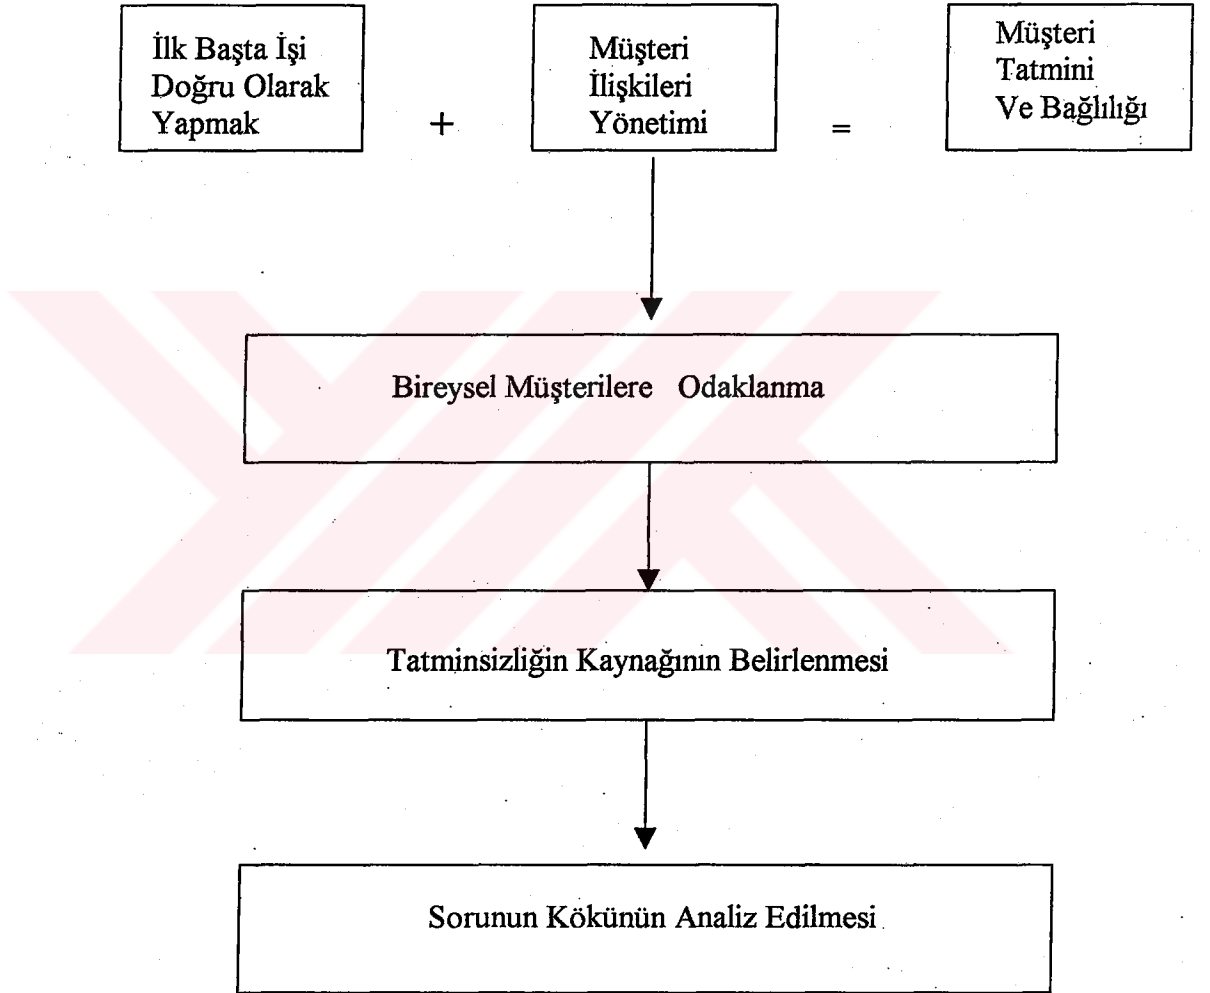 İlk Başta İşi
Doğru Olarak
Yapmak
+
Müşteri
İlişkileri
Yönetimi
=
Müşteri
Tatmini
Ve Bağlılığı
Bireysel Müşterilere Odaklanma
Tatminsizliğin Kaynağının Belirlenmesi
Sorunun Kökünün Analiz Edilmesi